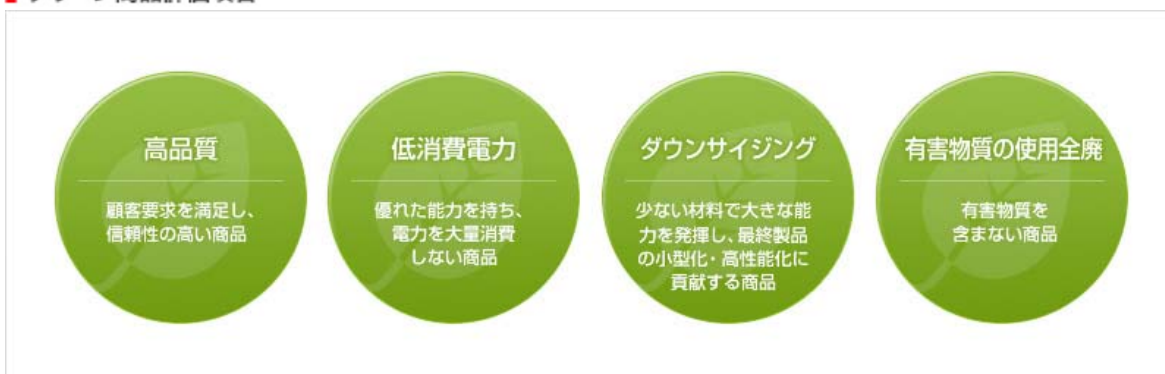 高品質
顧客要求を満足し、
信頼性の高い商品
低消費電力
優れた能力を持ち、
電力を大量消費
しない商品
ダウンサイジング
少ない材料で大きな能
力を発揮し、最終製品
の小型化・高性能化に
貢献する商品
有害物質の使用全廃
有害物質を
含まない商品